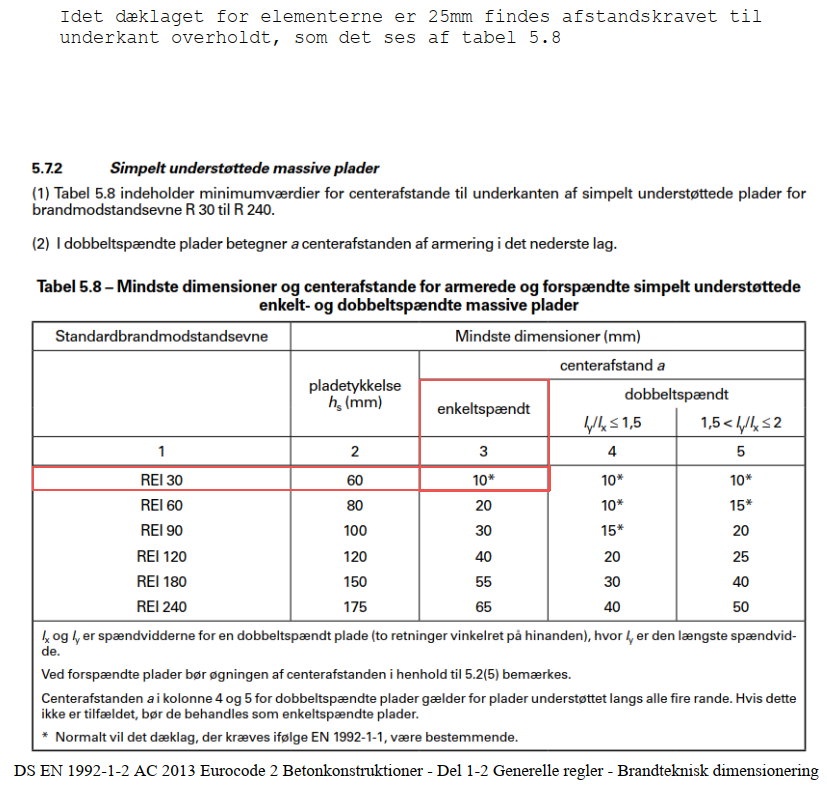 Idet dæklaget for elementerne er 25mm findes afstandskravet til
underkant overholdt, som det ses af tabel 5.8
5.7.2 Simpelt understøttede massive plader
(1) Tabel 5.8 indeholder minimumværdier for centerafstande til underkanten af simpelt understøttede plader for
brandmodstandsevne R 30 til R 240.
(2) I dobbeltspændte plader betegner a centerafstanden af armering i det nederste lag.
Tabel 5.8 – Mindste dimensioner og centerafstande for armerede og forspændte simpelt understøttede
enkelt- og dobbeltspændte massive plader
Standardbrandmodstandsevne Mindste dimensioner (mm)
centerafstand a
pladetykkelse
hs (mm)
enkeltspændt
dobbeltspændt
ly/lx ≤ 1,5 1,5 < ly/lx ≤ 2
1 2 3 4 5
REI 30 60 10* 10* 10*
REI 60 80 20 10* 15*
REI 90 100 30 15* 20
REI 120 120 40 20 25
REI 180 150 55 30 40
REI 240 175 65 40 50
lx og ly er spændvidderne for en dobbeltspændt plade (to retninger vinkelret på hinanden), hvor ly er den længste spændvid-
de.
Ved forspændte plader bør øgningen af centerafstanden i henhold til 5.2(5) bemærkes.
Centerafstanden a i kolonne 4 og 5 for dobbeltspændte plader gælder for plader understøttet langs alle fire rande. Hvis dette
ikke er tilfældet, bør de behandles som enkeltspændte plader.
* Normalt vil det dæklag, der kræves ifølge EN 1992-1-1, være bestemmende.
DS EN 1992-1-2 AC 2013 Eurocode 2 Betonkonstruktioner - Del 1-2 Generelle regler - Brandteknisk dimensionering